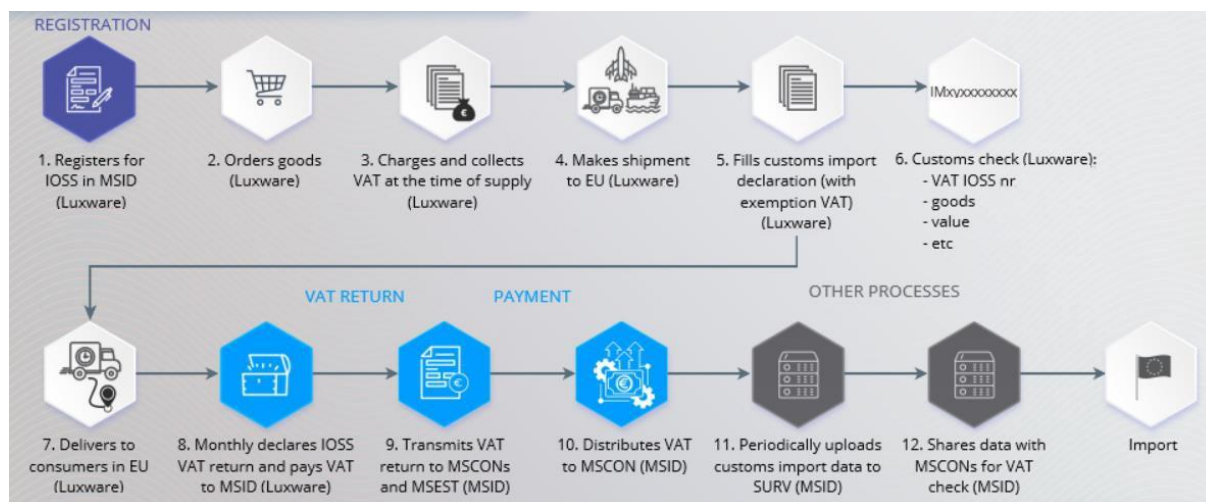 REGISTRATION
IMxyxxxxxxxx
1. Registers for
IOSS in MSID
(Luxware)
2. Orders goods
(Luxware)
3. Charges and collects
VAT at the time of supply
(Luxware)
4. Makes shipment
to EU (Luxware)
5. Fills customs import
declaration (with
exemption VAT)
(Luxware)
6. Customs check (Luxware):
- VAT IOSS nr
- goods
- value
- etc
VAT RETURN
PAYMENT
OTHER PROCESSES
7. Delivers to
consumers in EU
(Luxware)
8. Monthly declares IOSS
VAT return and pays VAT
to MSID (Luxware)
9. Transmits VAT
return to MSCONs
and MSEST (MSID)
10. Distributes VAT
to MSCON (MSID)
11. Periodically uploads
customs import data to
SURV (MSID)
12. Shares data with
MSCONs for VAT
check (MSID)
Import